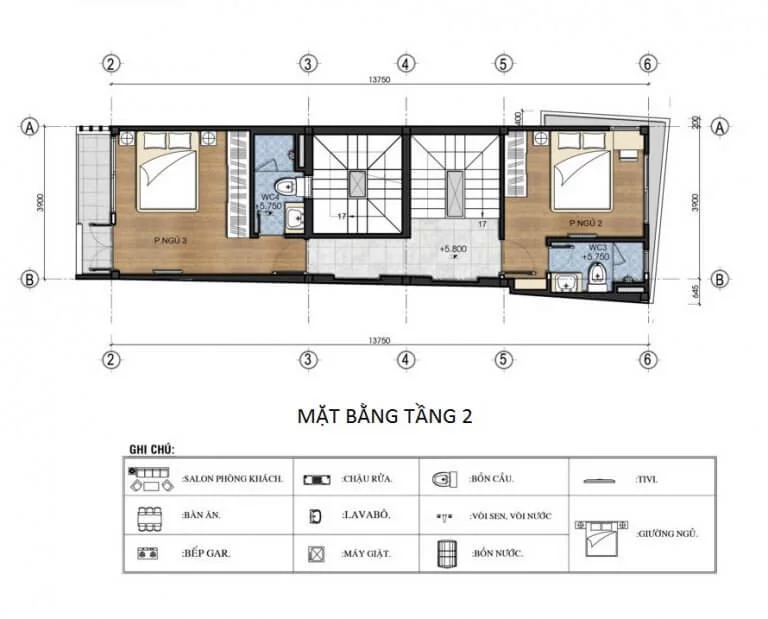 2 3 4 5 6
13750
400
A A
200
3900
3900
WC4
+5.750
17
17
P.NGỦ 2
P.NGỦ 3
+5.800
WC3
+5.750
B B
645
13750
2 3 4 5 6
MẶT BẰNG TẦNG 2
GHI CHÚ:
:SALON PHÒNG KHÁCH. :CHẬU RỬA. :BỒN CẦU. :TIVI.
:BÀN ĂN. :LAVABÔ. :VÒI SEN, VÒI NƯỚC
:GIƯỜNG NGỦ.
:BẾP GAR. :MÁY GIẶT. :BỒN NƯỚC.